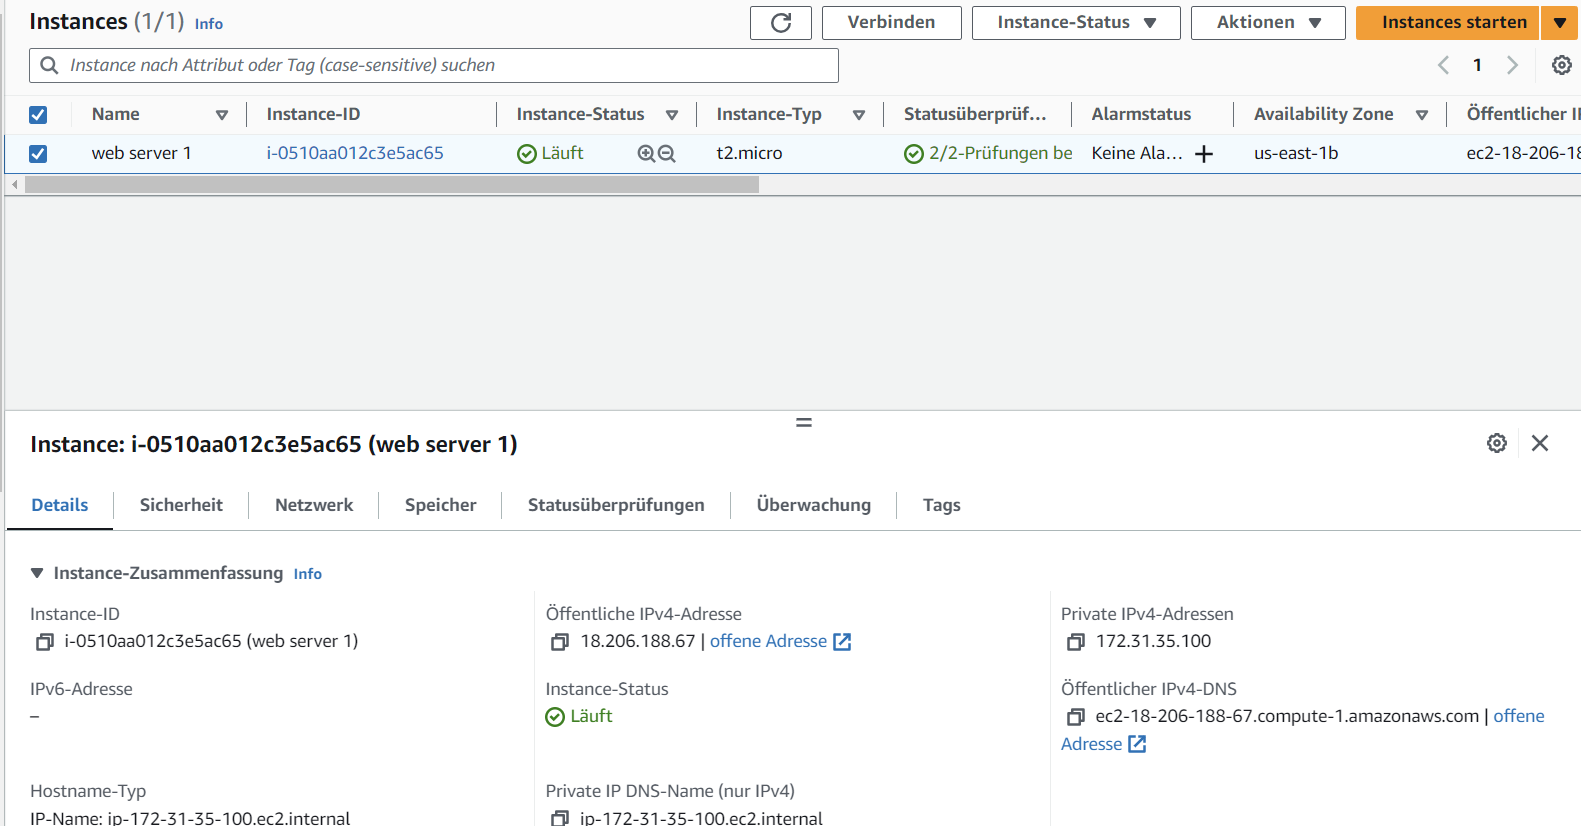 Instances (1/1) Info
Verbinden
Instance-Status
Aktionen
Instances starten
Instance nach Attribut oder Tag (case-sensitive) suchen
1
Name Instance-ID Instance-Status Instance-Typ Statusüberprüf... Alarmstatus Availability Zone Öffentlicher
web server 1 i-0510aa012c3e5ac65 Läuft t2.micro 2/2-Prüfungen be Keine Ala... us-east-1b ec2-18-206-18
Instance: i-0510aa012c3e5ac65 (web server 1)
Details Sicherheit Netzwerk Speicher Statusüberprüfungen Überwachung Tags
Instance-Zusammenfassung Info
Instance-ID
i-0510aa012c3e5ac65 (web server 1)
Öffentliche IPv4-Adresse
18.206.188.67 | offene Adresse
Private IPv4-Adressen
172.31.35.100
IPv6-Adresse
–
Instance-Status
Läuft
Öffentlicher IPv4-DNS
ec2-18-206-188-67.compute-1.amazonaws.com | offene
Adresse
Hostname-Typ
IP-Name: ip-172-31-35-100.ec2.internal
Private IP DNS-Name (nur IPv4)
ip-172-31-35-100.ec2.internal